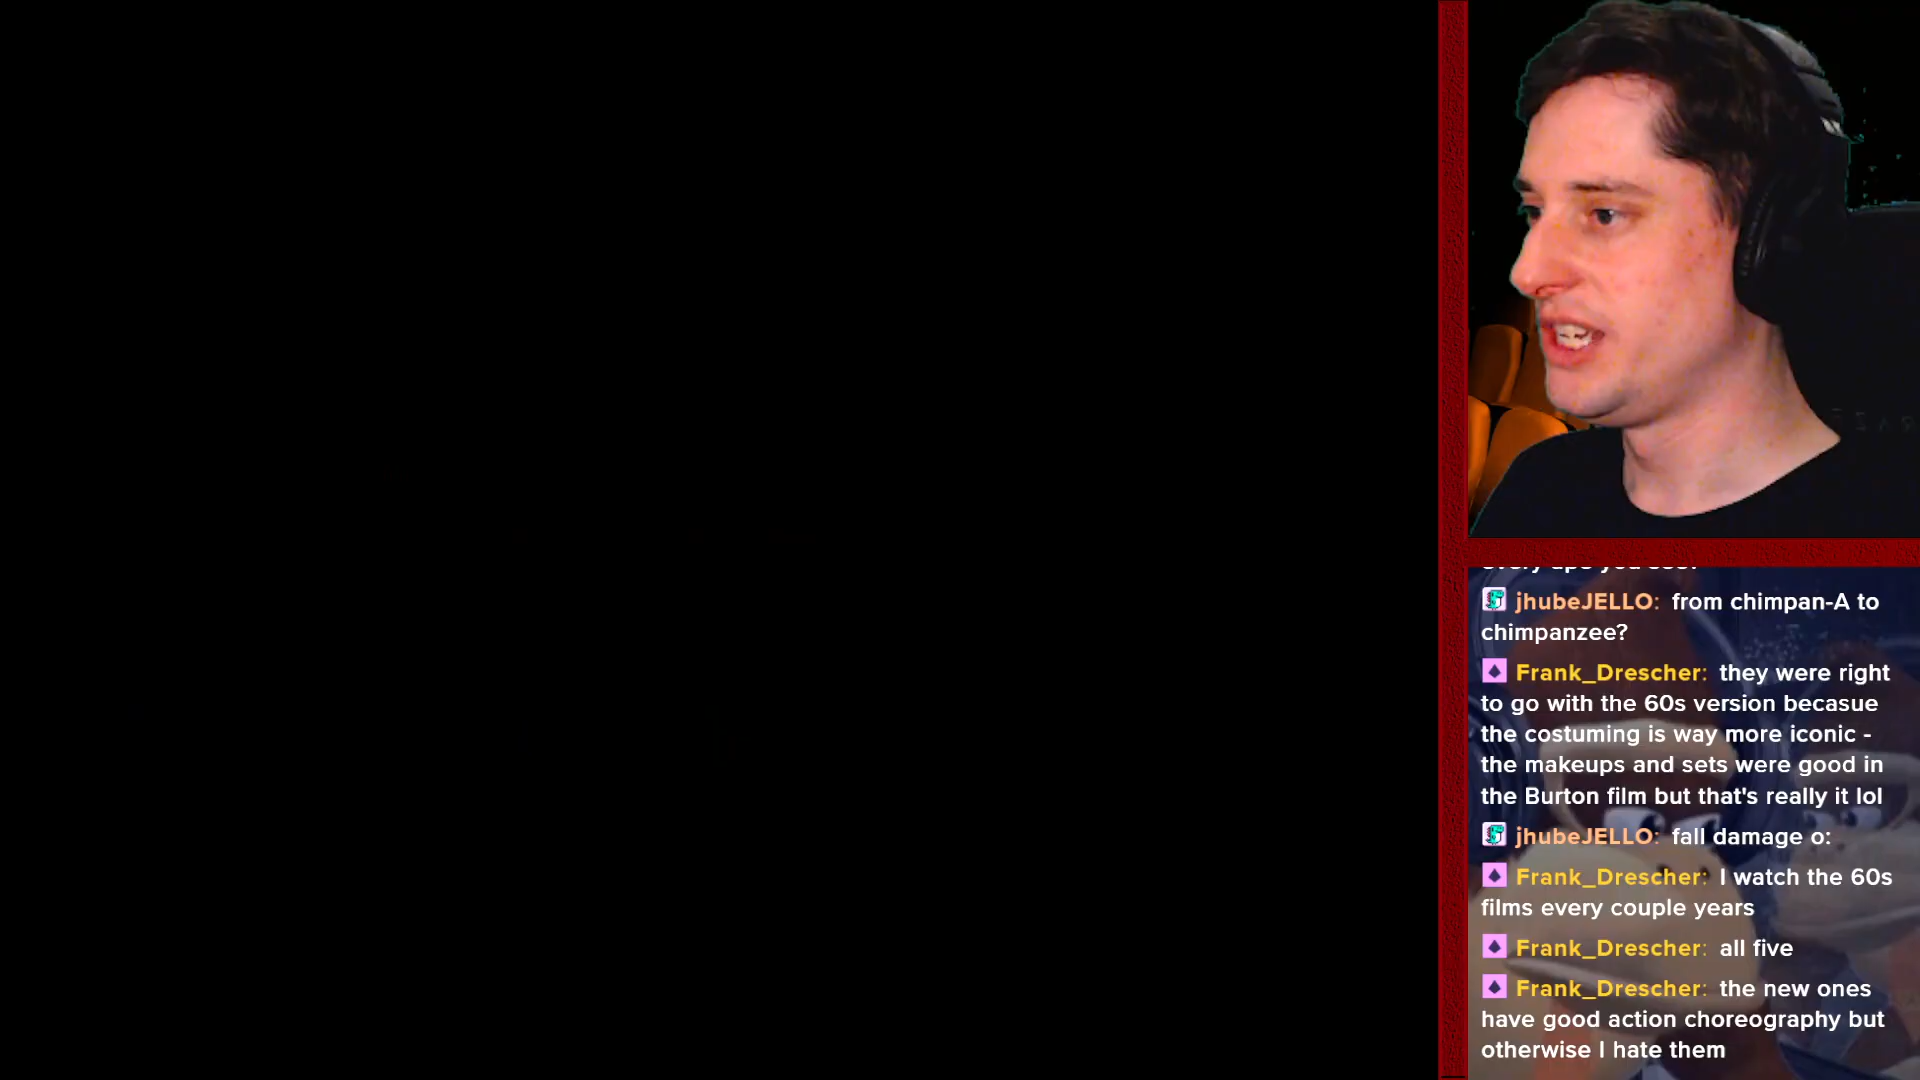 jhubeJELLO: from chimpan-A to
chimpanzee?
Frank_Drescher: they were right
to go with the 60s version becasue
the costuming is way more iconic -
the makeups and sets were good in
the Burton film but that's really it lol
jhubeJELLO: fall damage o:
Frank_Drescher: I watch the 60s
films every couple years
Frank_Drescher: all five
Frank_Drescher: the new ones
have good action choreography but
otherwise I hate them